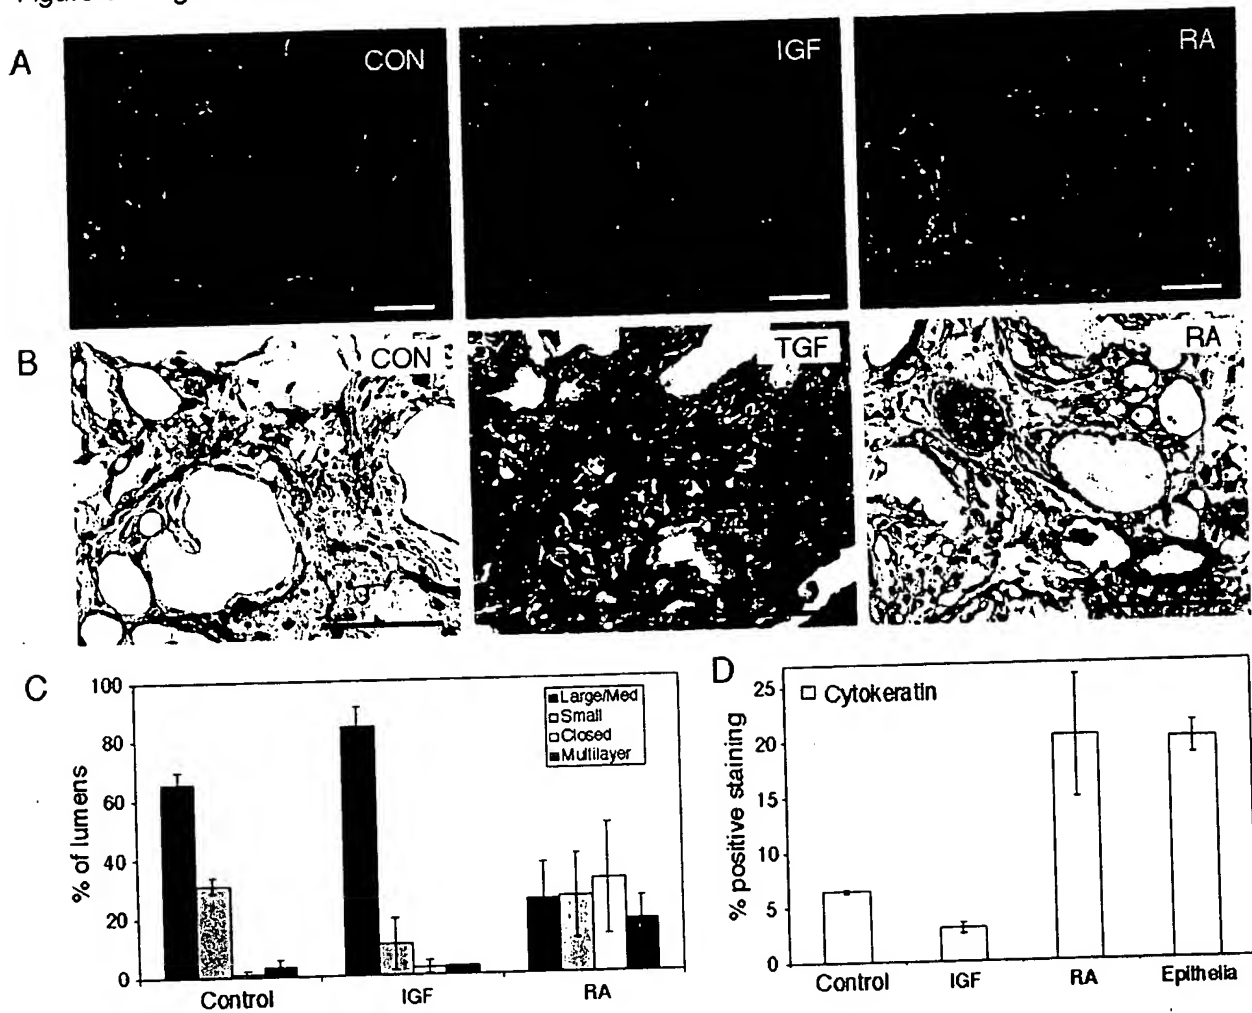 A
CON
IGF
RA
B
CON
TGF
RA
C
% of lumens
100
80
60
40
20
0
Large/Med
Small
Closed
Multilayer
Control
IGF
RA
D
% positive staining
25
20
15
10
5
0
Cytokeratin
Control
IGF
RA
Epithelia